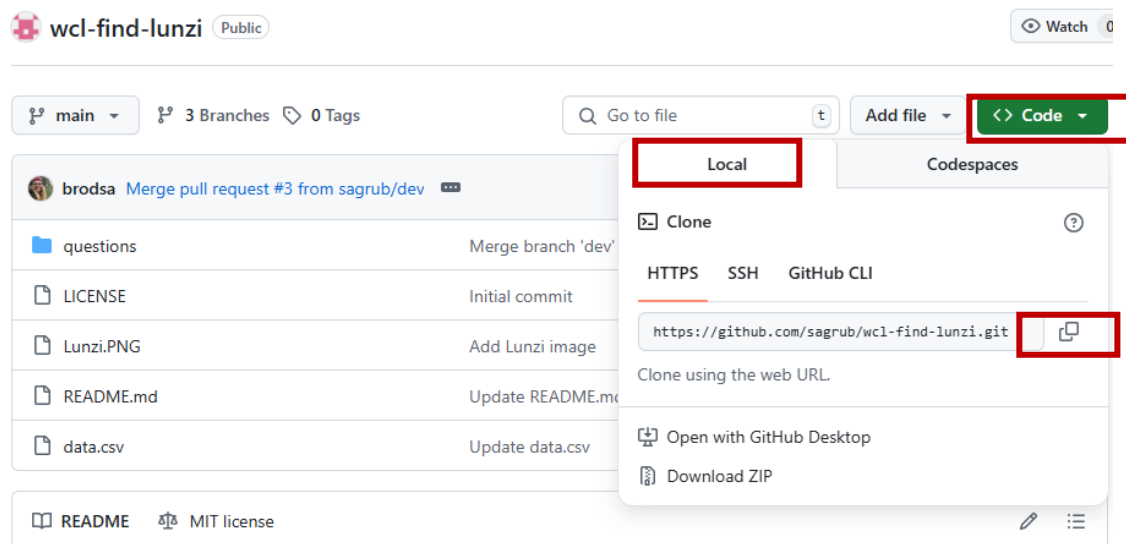 wcl-find-lunzi Public
Watch 0
main 3 Branches 0 Tags
Go to file t
Add file
<> Code
Local Codespaces
brodsa Merge pull request #3 from sagrub/dev
Clone
questions Merge branch 'dev'
HTTPS SSH GitHub CLI
LICENSE Initial commit
https://github.com/sagrub/wcl-find-lunzi.git
Lunzi.PNG Add Lunzi image
Clone using the web URL.
README.md Update README.md
Open with GitHub Desktop
data.csv Update data.csv
Download ZIP
README MIT license